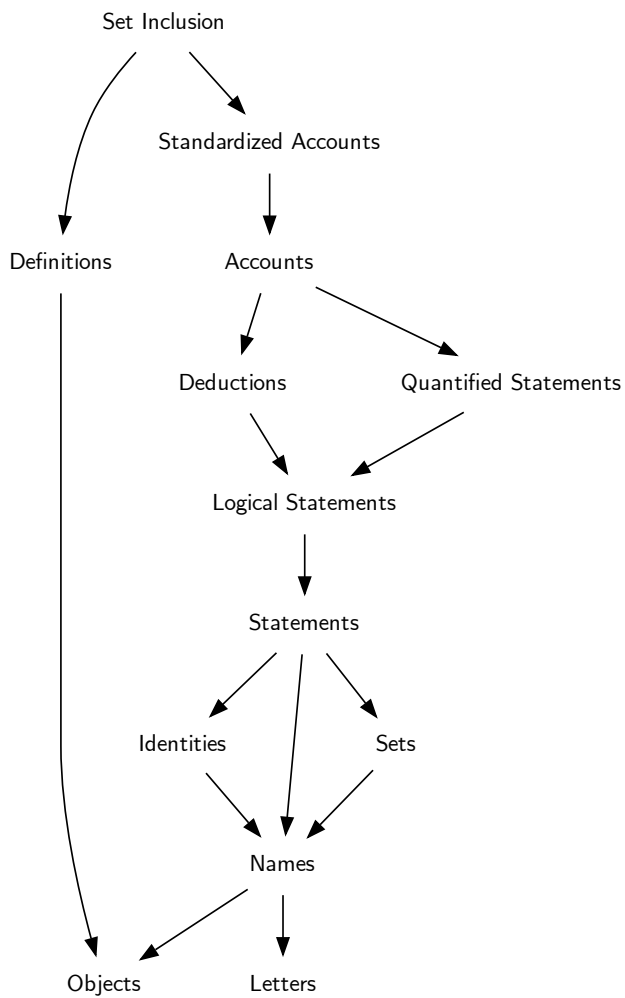 Set Inclusion
Standardized Accounts
Definitions
Accounts
Deductions
Quantified Statements
Logical Statements
Statements
Identities
Sets
Names
Objects
Letters